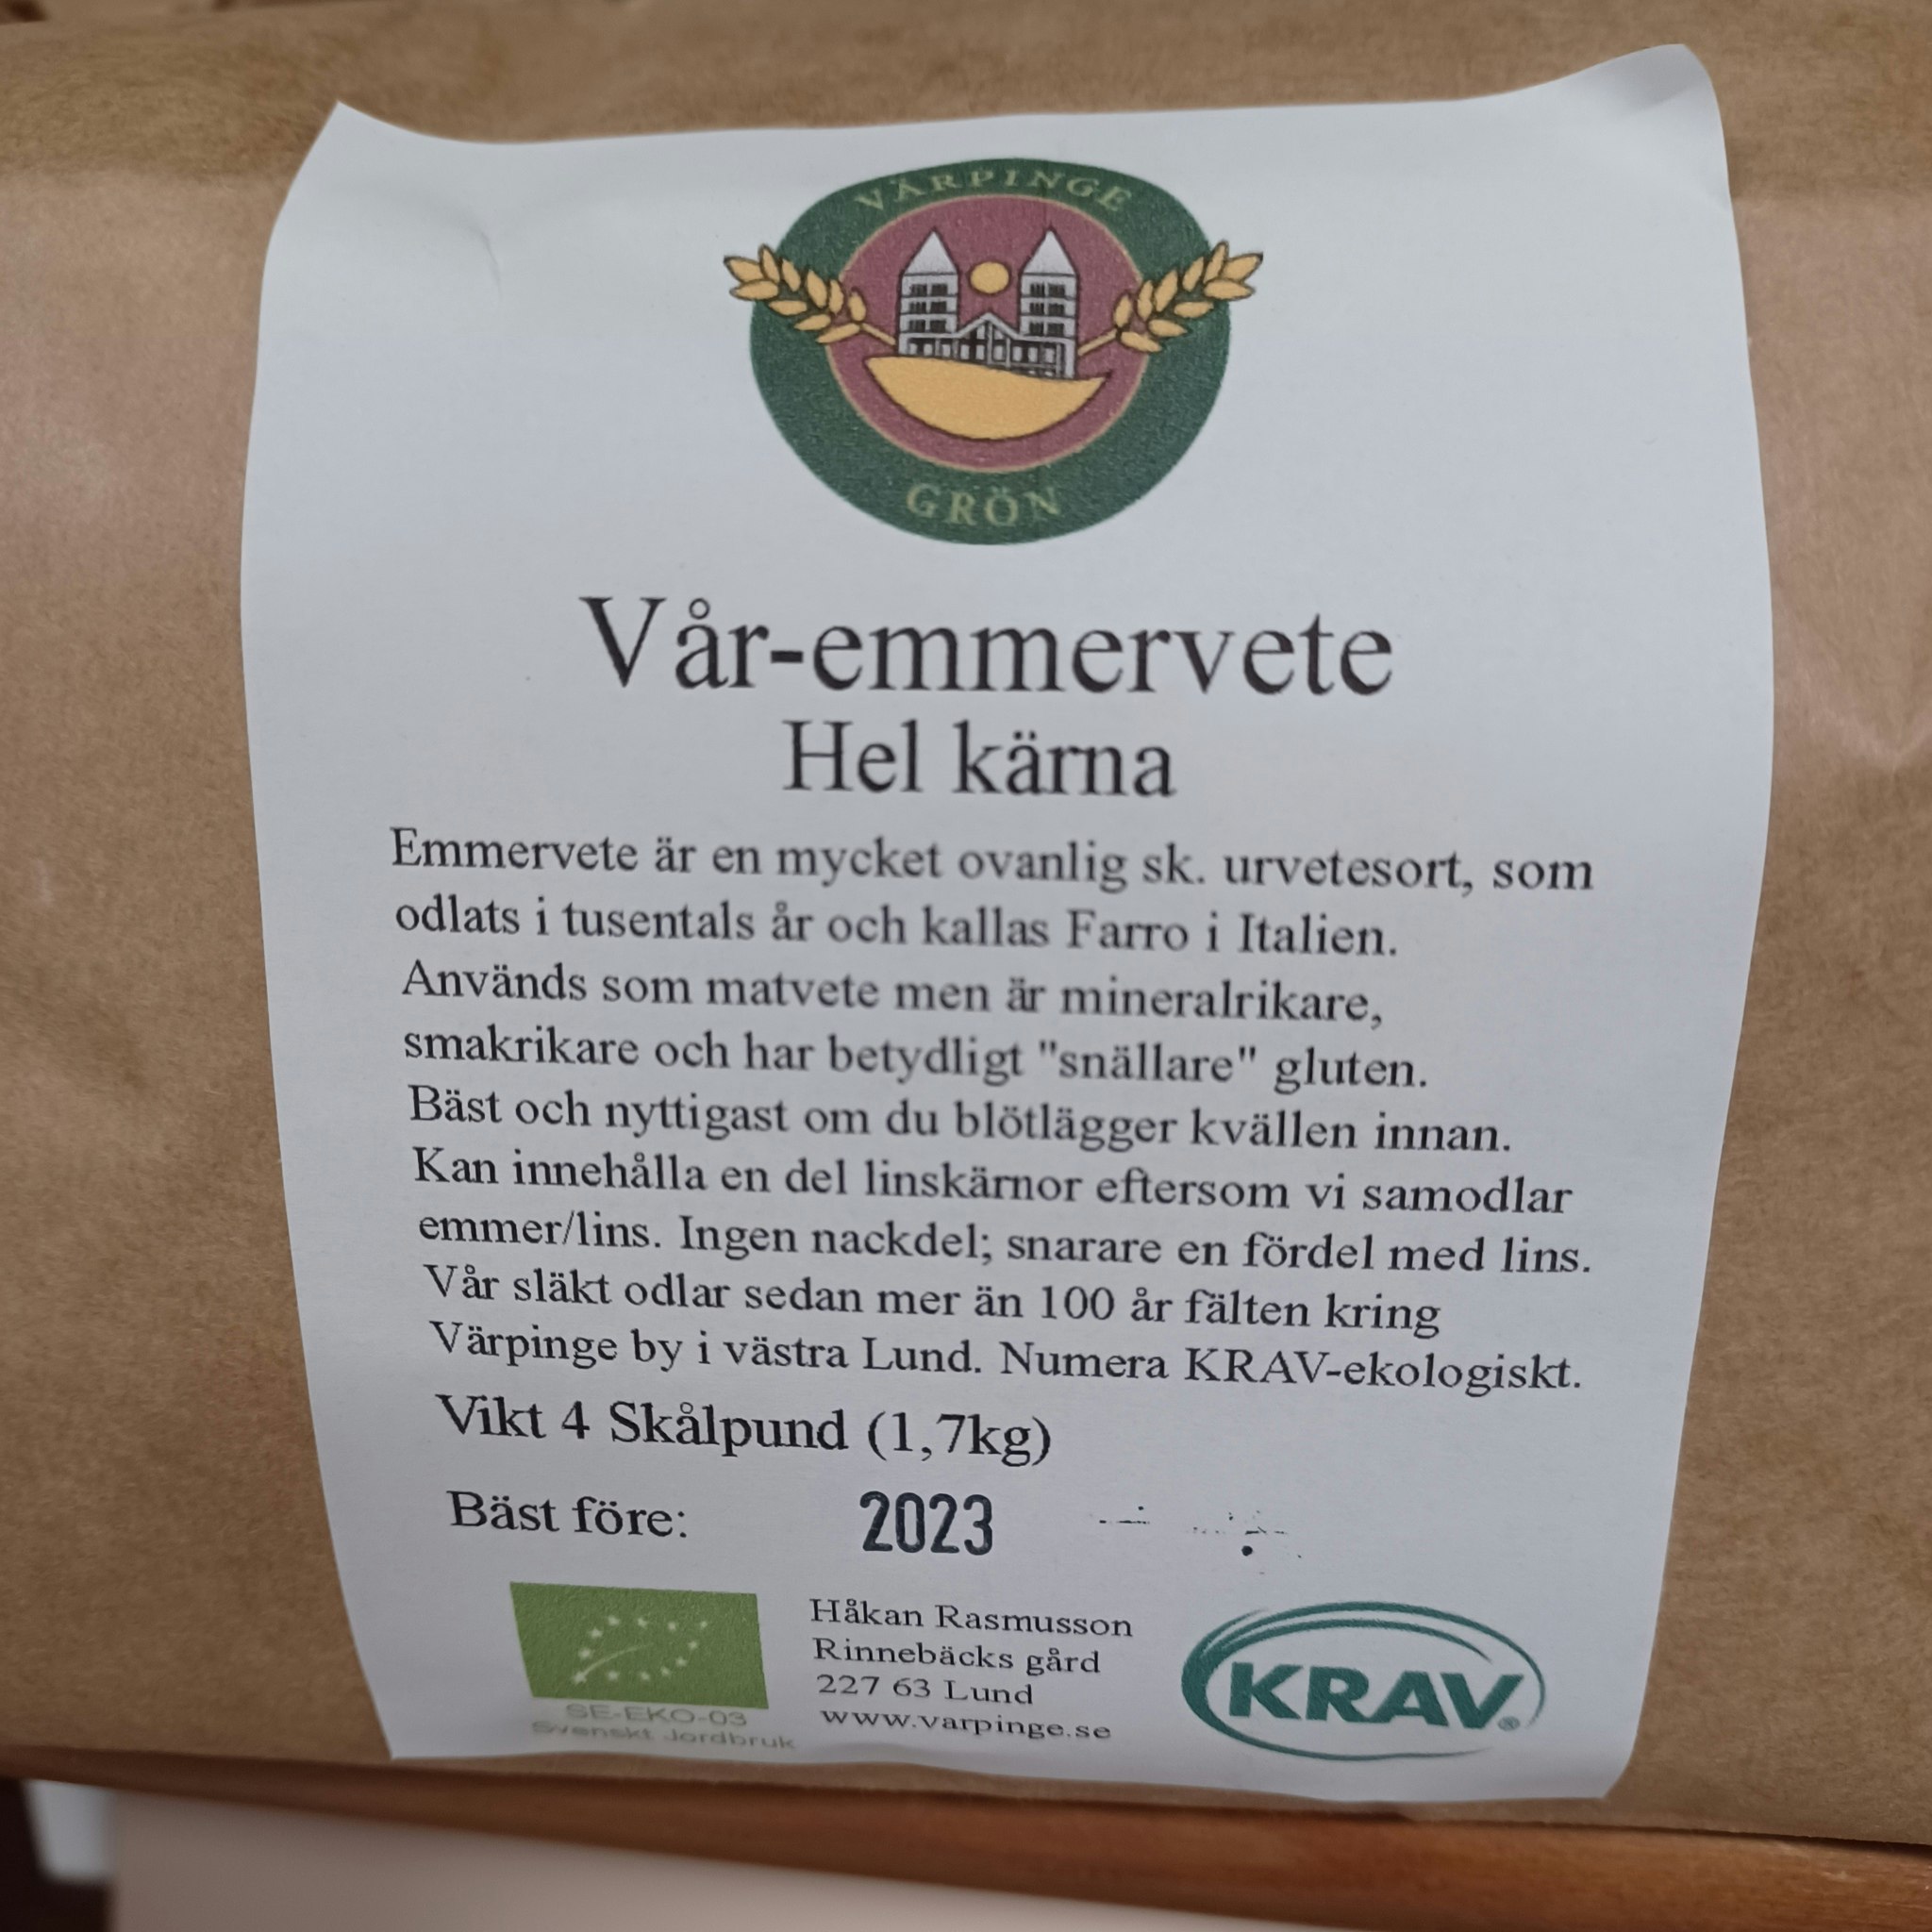 VÄRPINGE
GRÖN
Vår-emmervete
Hel kärna
Emmervete är en mycket ovanlig sk. urvetesort, som
odlats i tusentals år och kallas Farro i Italien.
Används som matvete men är mineralrikare,
smakrikare och har betydligt "snällare" gluten.
Bäst och nyttigast om du blötlägger kvällen innan.
Kan innehålla en del linskärnor eftersom vi samodlar
emmer/lins. Ingen nackdel; snarare en fördel med lins.
Vår släkt odlar sedan mer än 100 år fälten kring
Värpinge by i västra Lund. Numera KRAV-ekologiskt.
Vikt 4 Skålpund (1,7kg)
Bäst före: 2023
Håkan Rasmusson
Rinnebäcks gård
227 63 Lund
www.varpinge.se
SE-EKO-03
Svenskt Jordbruk
KRAV®